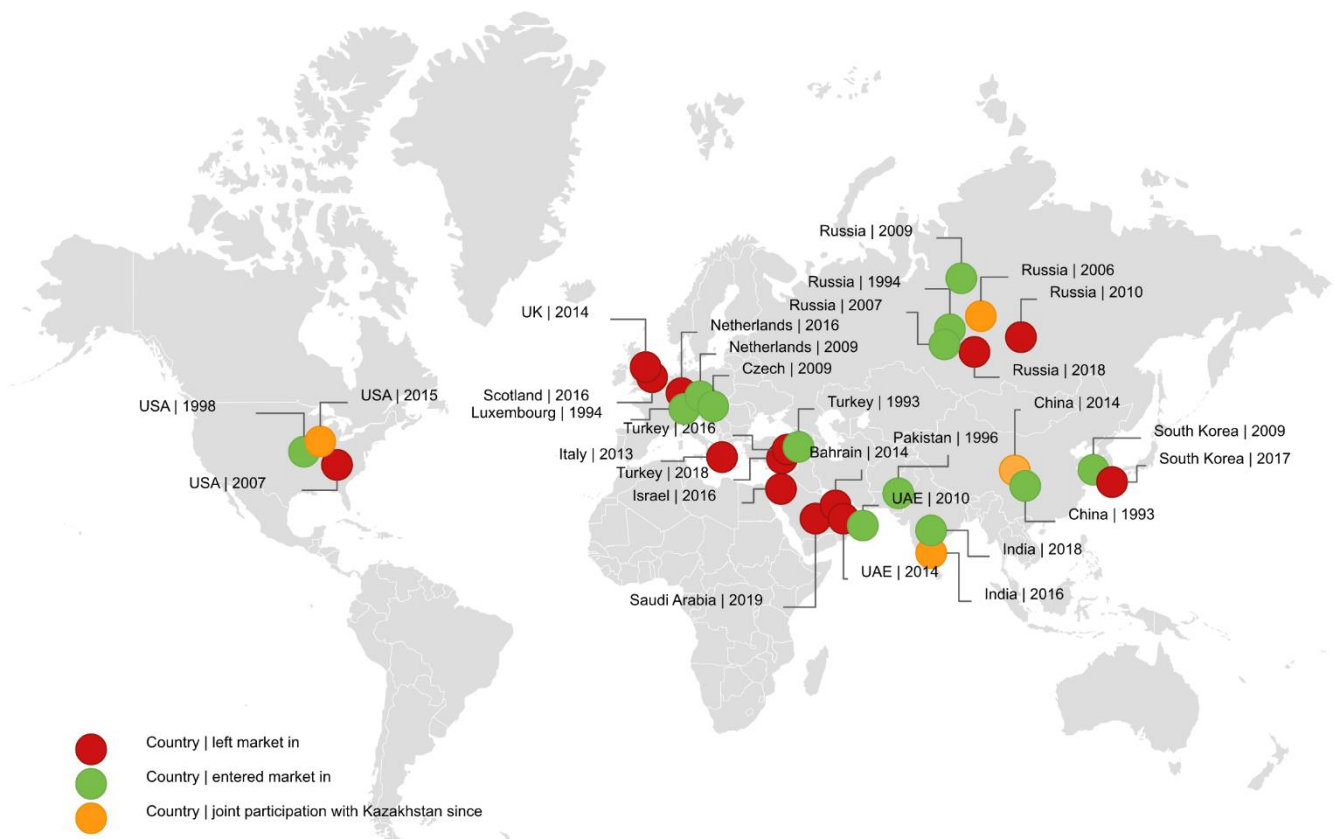 Russia | 2009
Russia | 1994
Russia | 2006
Russia | 2007
Russia | 2010
UK | 2014
Netherlands | 2016
Netherlands | 2009
Czech | 2009
Russia | 2018
USA | 1998
USA | 2015
Scotland | 2016
Luxembourg | 1994
Turkey | 1993
China | 2014
Turkey | 2016
Pakistan | 1996
South Korea | 2009
Italy | 2013
Bahrain | 2014
South Korea | 2017
Turkey | 2018
USA | 2007
Israel | 2016
UAE | 2010
China | 1993
India | 2018
UAE | 2014
India | 2016
Saudi Arabia | 2019
Country | left market in
Country | entered market in
Country | joint participation with Kazakhstan since